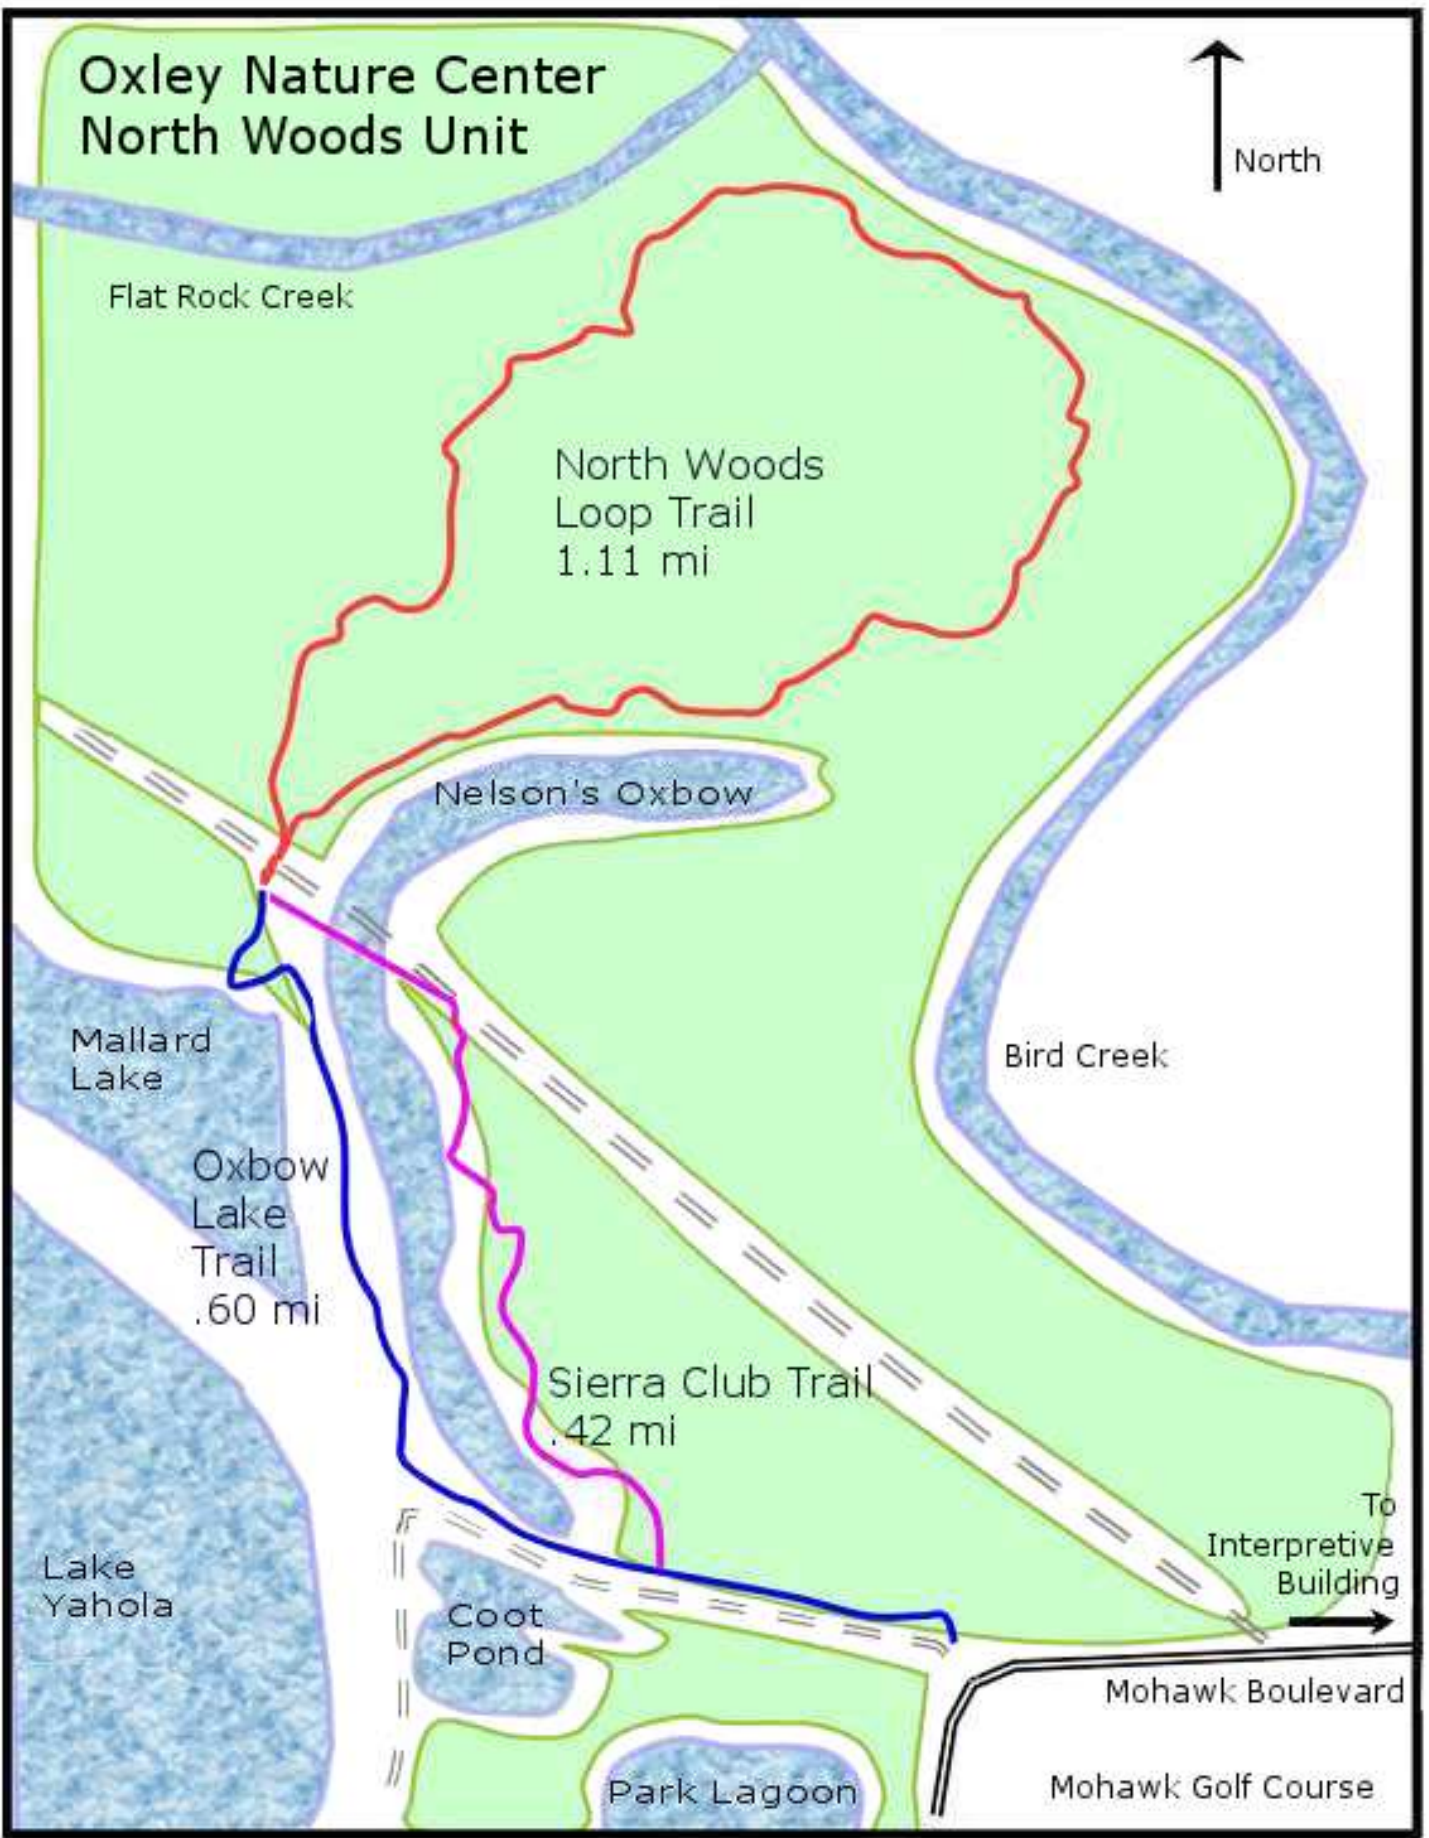 Oxley Nature Center
North Woods Unit
North
Flat Rock Creek
North Woods
Loop Trail
1.11 mi
Nelson's Oxbow
Mallard
Lake
Bird Creek
Oxbow
Lake
Trail
.60 mi
Sierra Club Trail
.42 mi
To
Interpretive
Building
Lake
Yahola
Coot
Pond
Mohawk Boulevard
Park Lagoon
Mohawk Golf Course